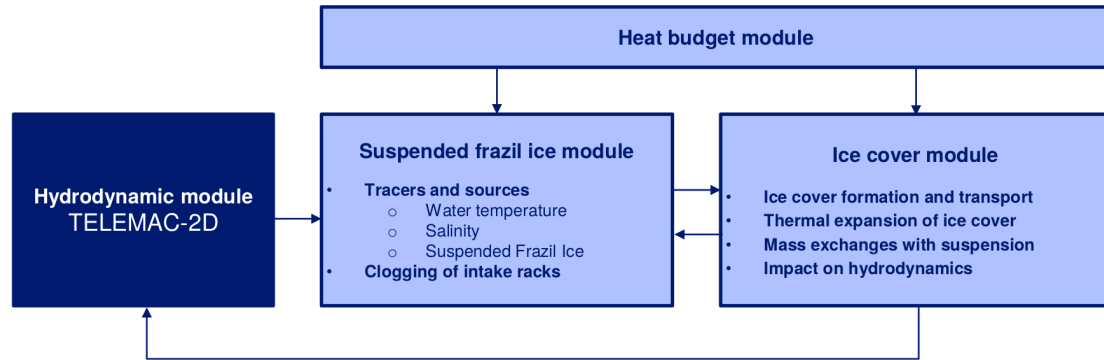 Heat budget module
Hydrodynamic module
TELEMAC-2D
Suspended frazil ice module
• Tracers and sources
o Water temperature
o Salinity
o Suspended Frazil Ice
• Clogging of intake racks
Ice cover module
• Ice cover formation and transport
• Thermal expansion of ice cover
• Mass exchanges with suspension
• Impact on hydrodynamics